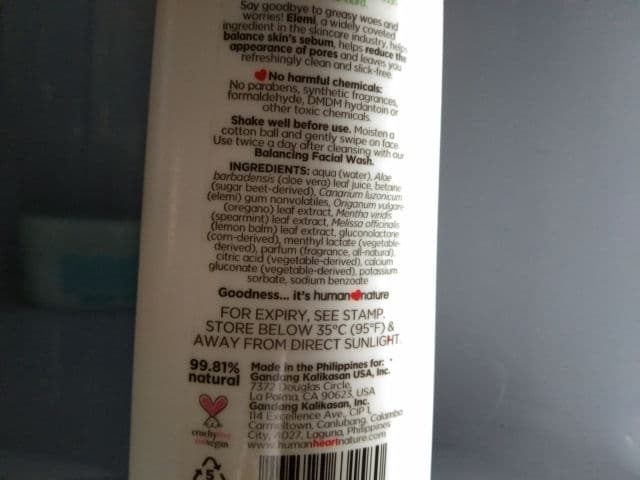 Say goodbye to greasy woes and
worries! Elemi, a widely coveted
ingredient in the skincare industry, helps
balance skin's sebum, helps reduce the
appearance of pores and leaves you
refreshingly clean and slick-free.
No harmful chemicals:
No parabens, synthetic fragrances,
formaldehyde, DMDM hydantoin or
other toxic chemicals.
Shake well before use. Moisten a
cotton ball and gently swipe on face.
Use twice a day after cleansing with our
Balancing Facial Wash.
INGREDIENTS: aqua (water), Aloe
barbadensis (aloe vera) leaf juice, betaine
(sugar beet-derived), Canarium luzonicum
(elemi) gum nonvolatiles, Origanum vulgare
(oregano) leaf extract, Mentha viridis
(spearmint) leaf extract, Melissa officinalis
(lemon balm) leaf extract, gluconolactone
(corn-derived), menthyl lactate (vegetable-
derived), parfum (fragrance, all-natural),
citric acid (vegetable-derived), calcium
gluconate (vegetable-derived), potassium
sorbate, sodium benzoate
Goodness... it's human nature
FOR EXPIRY, SEE STAMP.
STORE BELOW 35°C (95°F) &
AWAY FROM DIRECT SUNLIGHT.
99.81%
natural
cruelty free
and vegan
5
Made in the Philippines for:
Gandang Kalikasan USA, Inc.
7372 Douglas Circle,
La Palma, CA 90623, USA
Gandang Kalikasan, Inc.
114 Excellence Ave., CIP 1,
Carmeltown, Canlubang, Calamba
City, 4027, Laguna, Philippines
www.humanheartnature.com